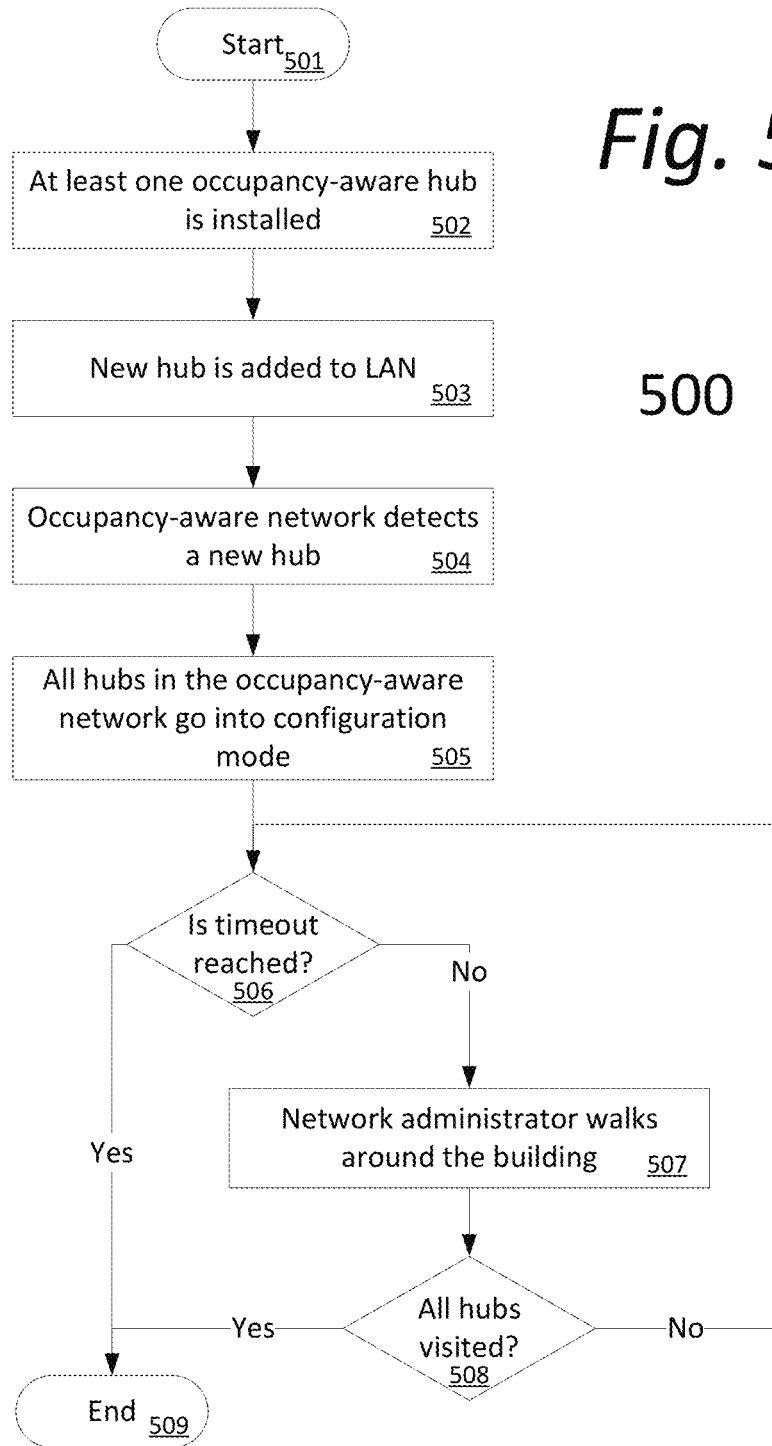 Start
501
Fig. 5
At least one occupancy-aware hub
is installed
502
New hub is added to LAN
503
500
Occupancy-aware network detects
a new hub
504
All hubs in the occupancy-aware
network go into configuration
mode
505
Is timeout
reached?
506
No
Network administrator walks
around the building
507
Yes
All hubs
visited?
508
Yes
No
End
509